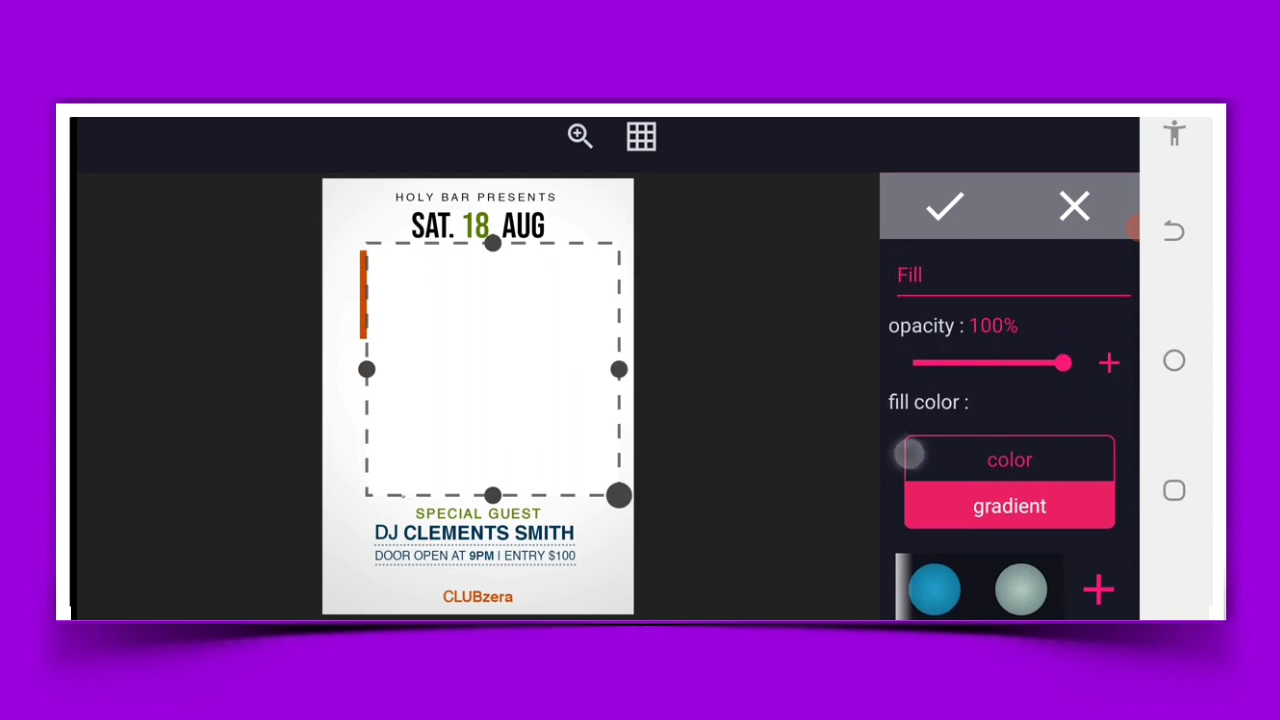 HOLY BAR PRESENTS
SAT. 18, AUG
SPECIAL GUEST
DJ CLEMENTS SMITH
DOOR OPEN AT 9PM | ENTRY $100
CLUBzera
Fill
opacity : 100%
fill color :
color
gradient